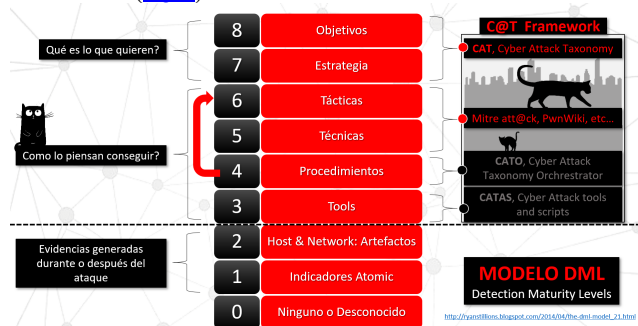 8 Objetivos
7 Estrategia
6 Tácticas
5 Técnicas
4 Procedimientos
3 Tools
2 Host & Network: Artefactos
1 Indicadores Atomic
0 Ninguno o Desconocido
Qué es lo que quieren?
Como lo piensan conseguir?
Evidencias generadas
durante o después del
ataque
C@T Framework
CAT, Cyber Attack Taxonomy
Mitre att@ck, PwnWiki, etc...
CATO, Cyber Attack
Taxonomy Orchrestrator
CATAS, Cyber Attack tools
and scripts
MODELO DML
Detection Maturity Levels
http://ryanstillions.blogspot.com/2014/04/the-dml-model_21.html